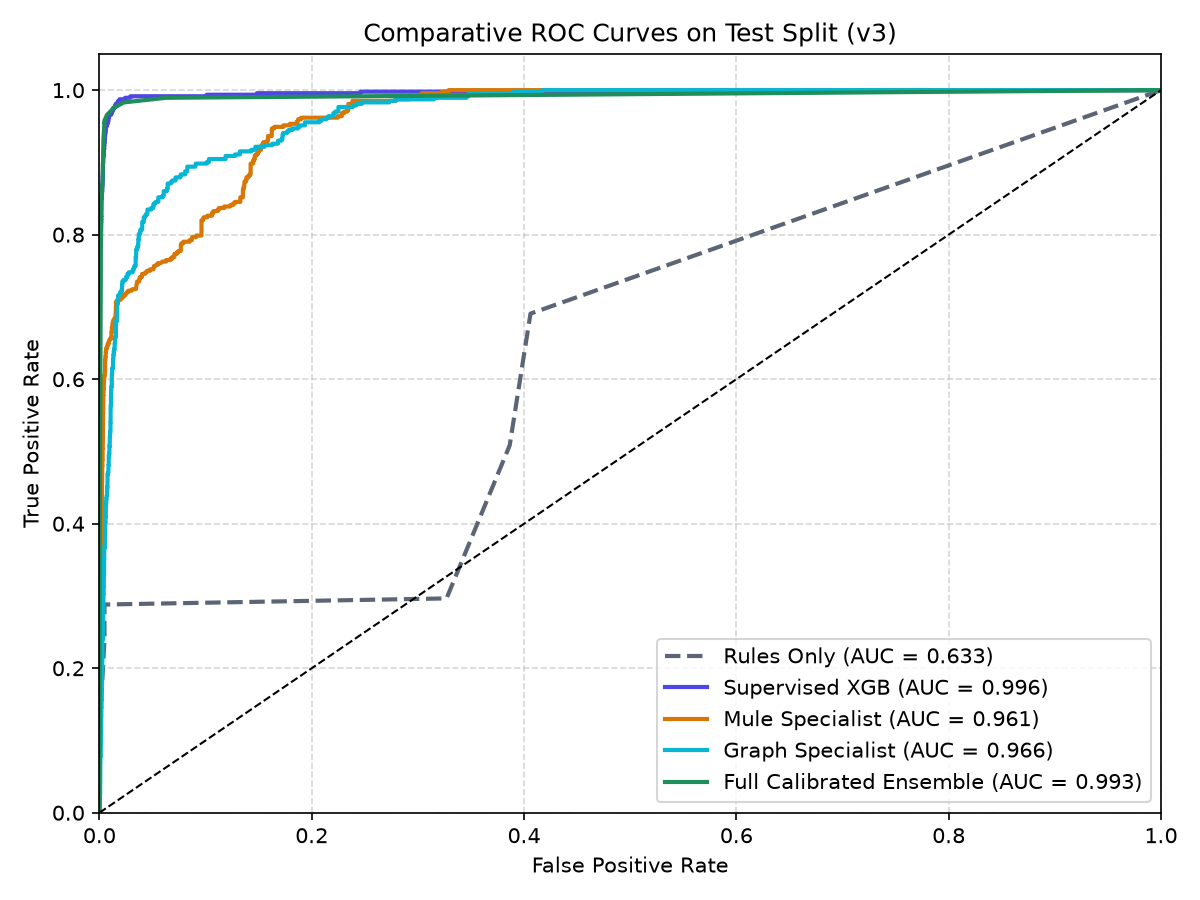 Comparative ROC Curves on Test Split (v3)
True Positive Rate
1.0
0.8
0.6
0.4
0.2
0.0
0.0 0.2 0.4 0.6 0.8 1.0
False Positive Rate
Rules Only (AUC = 0.633)
Supervised XGB (AUC = 0.996)
Mule Specialist (AUC = 0.961)
Graph Specialist (AUC = 0.966)
Full Calibrated Ensemble (AUC = 0.993)